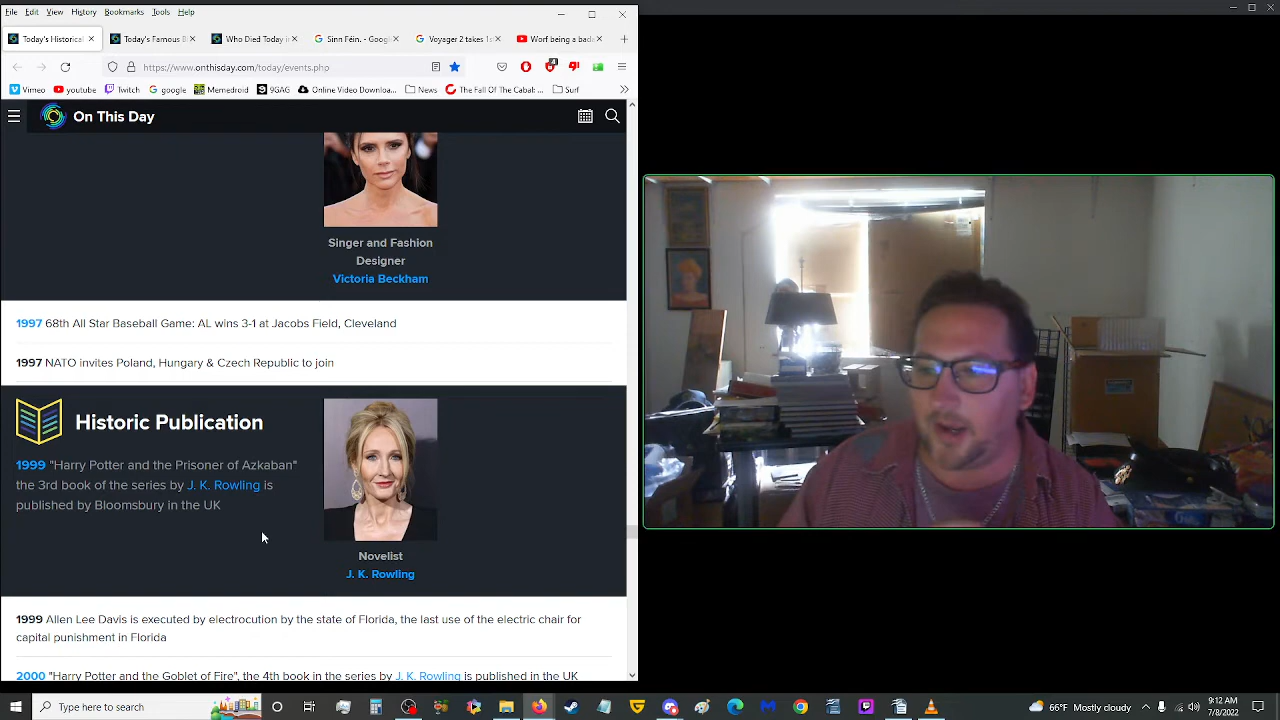 File Edit View History Bookmarks Tools Help
Today's Historical
Today's Famous Bi
Who Died Today in
Sinn Féin. - Googl
Voyager 2 takes 1s
Worf being a bada
https://www.onthisday.com/today/events.php
Vimeo youtube Twitch google Memedroid 9GAG Online Video Downloa... News The Fall Of The Cabal:... Surf
On This Day
Singer and Fashion
Designer
Victoria Beckham
1997 68th All Star Baseball Game: AL wins 3-1 at Jacobs Field, Cleveland
1997 NATO invites Poland, Hungary & Czech Republic to join
Historic Publication
1999 "Harry Potter and the Prisoner of Azkaban"
the 3rd book of the series by J. K. Rowling is
published by Bloomsbury in the UK
Novelist
J. K. Rowling
1999 Allen Lee Davis is executed by electrocution by the state of Florida, the last use of the electric chair for
capital punishment in Florida
2000 "Harry Potter and the Goblet of Fire", the 4th book in the series by J. K. Rowling is published in the UK
Type here to search
66°F Mostly cloudy
9:12 AM
7/8/2022